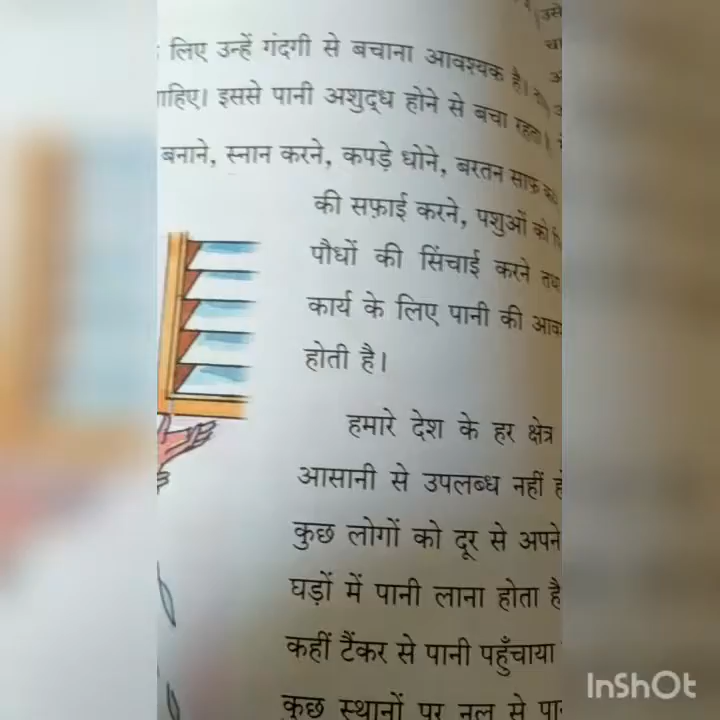 लिए उन्हें गंदगी से बचाना आवश्यक है।
इससे पानी अशुद्ध होने से बचा रहता।
बनाने, स्नान करने, कपड़े धोने, बरतन साफ़
की सफ़ाई करने, पशुओं को
पौधों की सिंचाई करने
कार्य के लिए पानी की
होती है।
हमारे देश के हर क्षेत्र
आसानी से उपलब्ध नहीं
कुछ लोगों को दूर से अपने
घड़ों में पानी लाना होता है
कहीं टैंकर से पानी पहुँचाया
कुछ स्थानों पर नल से
InShOt